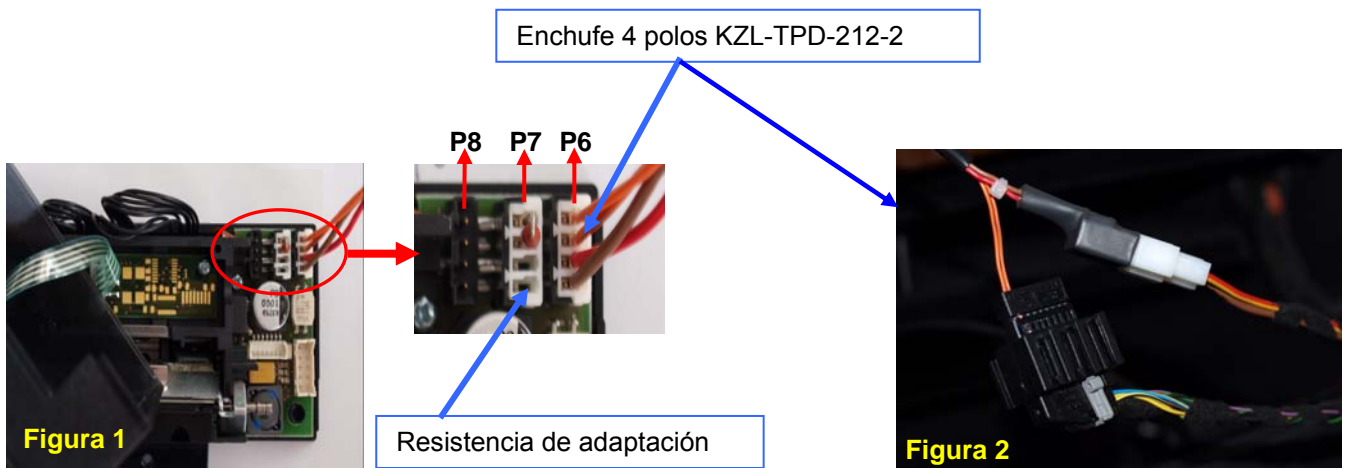 Enchufe 4 polos KZL-TPD-212-2
P8 P7 P6
Figura 1
Resistencia de adaptación
Figura 2